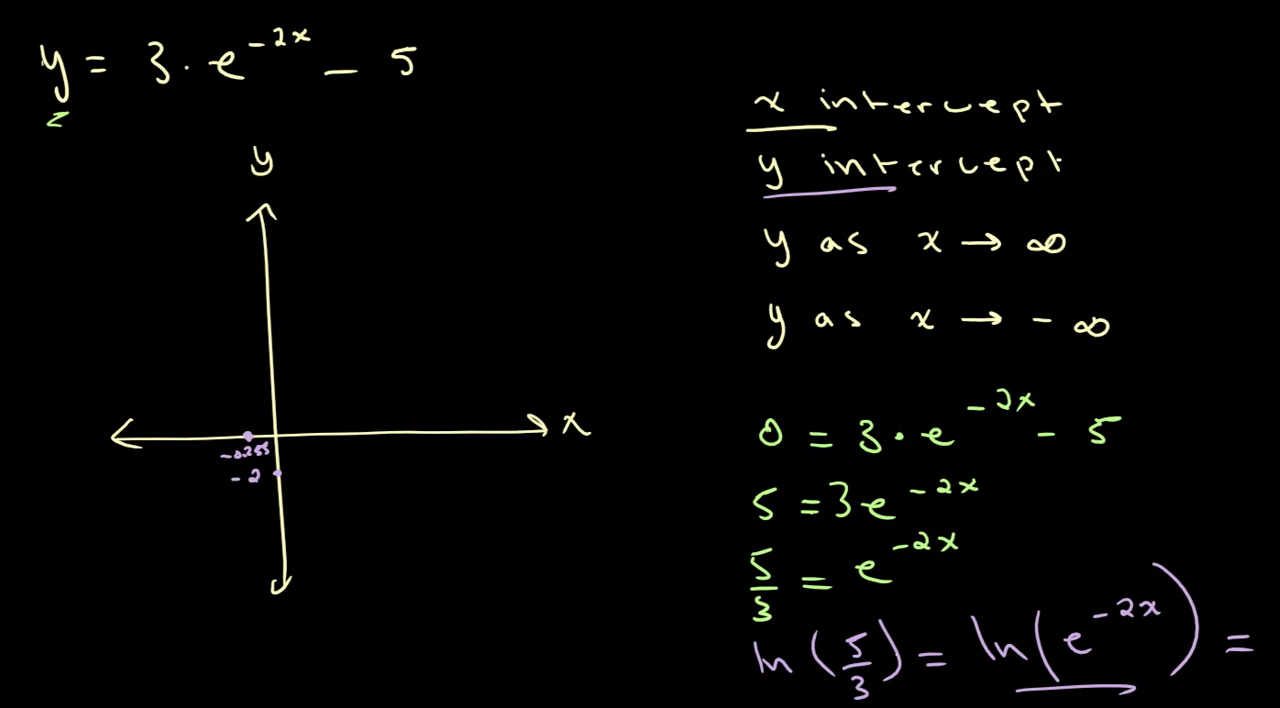 y = 3 · e^{-2x} - 5
z
y
x
-0.255
-2
x intercept
y intercept
y as x → ∞
y as x → -∞
0 = 3 · e^{-2x} - 5
5 = 3e^{-2x}
5/3 = e^{-2x}
ln(5/3) = ln(e^{-2x}) =